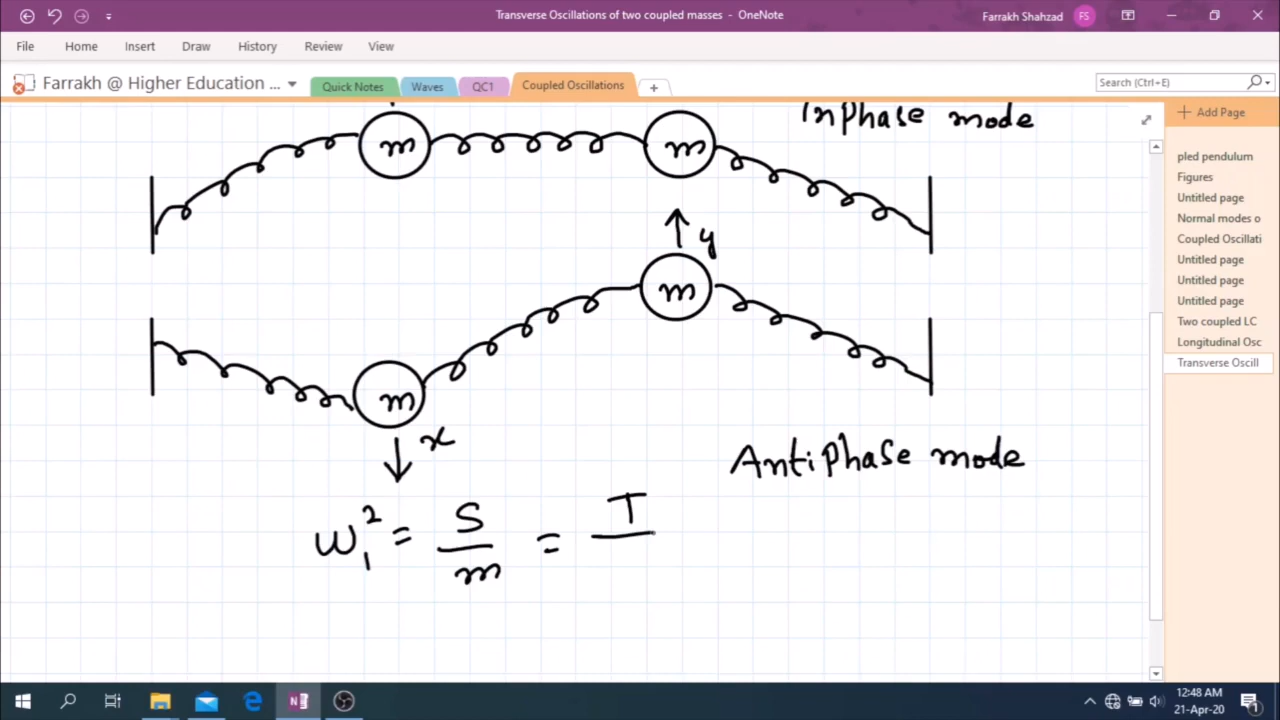 Transverse Oscillations of two coupled masses - OneNote
Farrakh Shahzad FS
File Home Insert Draw History Review View
Farrakh @ Higher Education ...
Quick Notes Waves QC1 Coupled Oscillations +
Search (Ctrl+E)
Add Page
pled pendulum
Figures
Untitled page
Normal modes o
Coupled Oscillati
Untitled page
Untitled page
Untitled page
Two coupled LC
Longitudinal Osc
Transverse Oscill
InPhase mode
m m
y
m
m
x
AntiPhase mode
ω₁² = S/m = T/
12:48 AM
21-Apr-20
1